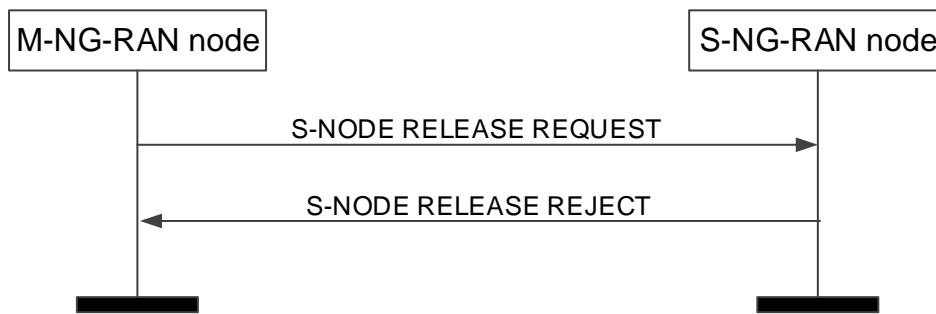 M-NG-RAN node
S-NG-RAN node
S-NODE RELEASE REQUEST
S-NODE RELEASE REJECT